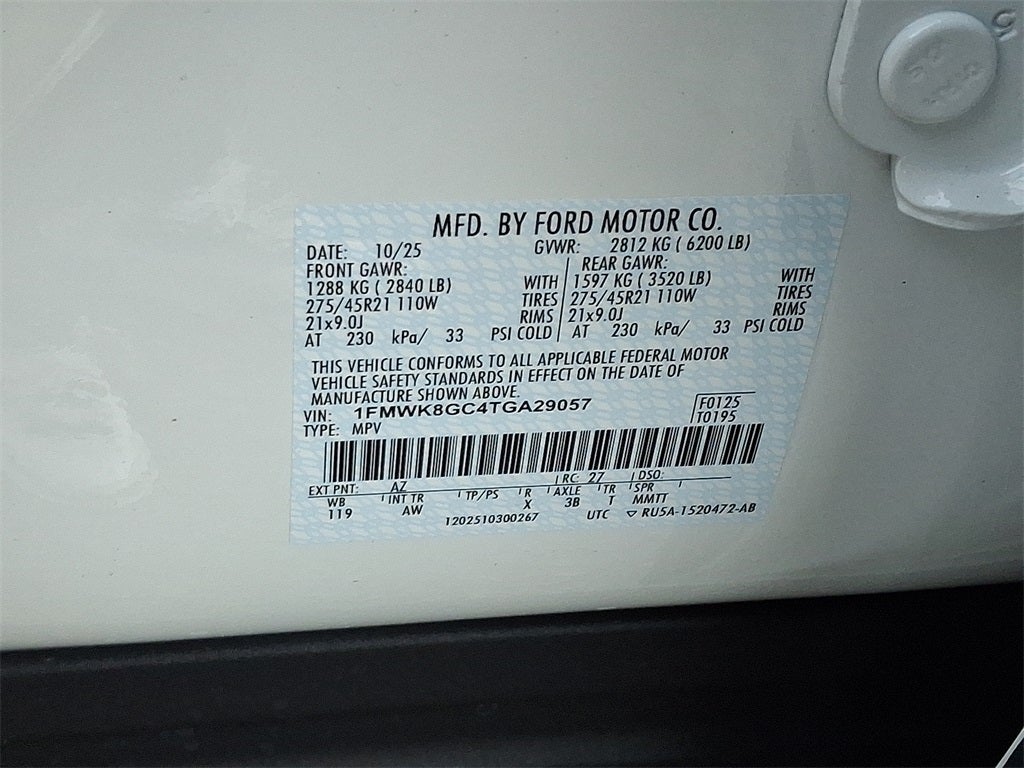 MFD. BY FORD MOTOR CO.
DATE: 10/25 GVWR: 2812 KG ( 6200 LB)
FRONT GAWR: REAR GAWR:
1288 KG ( 2840 LB) WITH 1597 KG ( 3520 LB) WITH
275/45R21 110W TIRES 275/45R21 110W TIRES
21x9.0J RIMS 21x9.0J RIMS
AT 230 kPa/ 33 PSI COLD AT 230 kPa/ 33 PSI COLD
THIS VEHICLE CONFORMS TO ALL APPLICABLE FEDERAL MOTOR
VEHICLE SAFETY STANDARDS IN EFFECT ON THE DATE OF
MANUFACTURE SHOWN ABOVE.
VIN: 1FMWK8GC4TGA29057 F0125
TYPE: MPV T0195
EXT PNT: AZ RC: 27 DSO:
WB INT TR TP/PS R AXLE TR SPR
119 AW X 3B T MMTT
1202510300267 UTC ▽ RU5A-1520472-AB